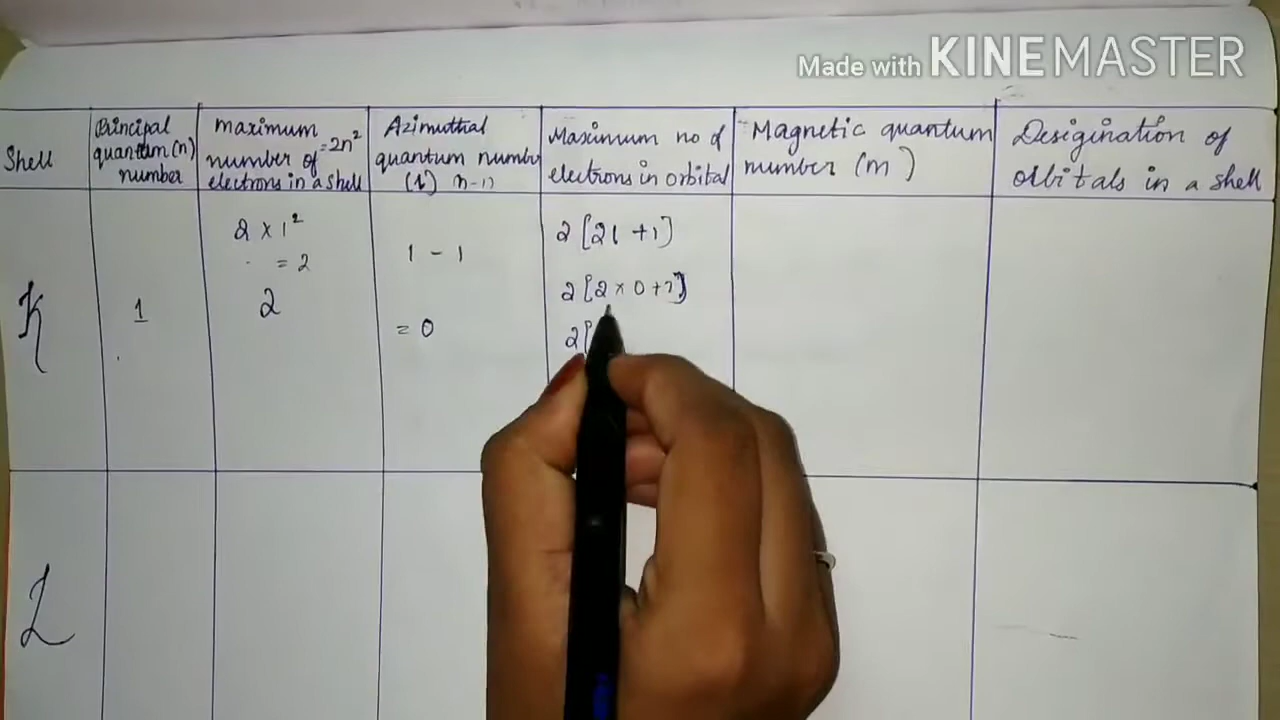 Made with KINEMASTER
Shell
Principal
quantum (n)
number
maximum
number of =2n²
electrons in a shell
Azimuthal
quantum numbe
(l) n-1
Maximum no of
electrons in orbital
Magnetic quantum
number (m)
Desigination of
orbitals in a shell
K
1
2 × 1²
= 2
2
1 - 1
= 0
2 [2l + 1]
2 [2 × 0 + 1]
2 [
L